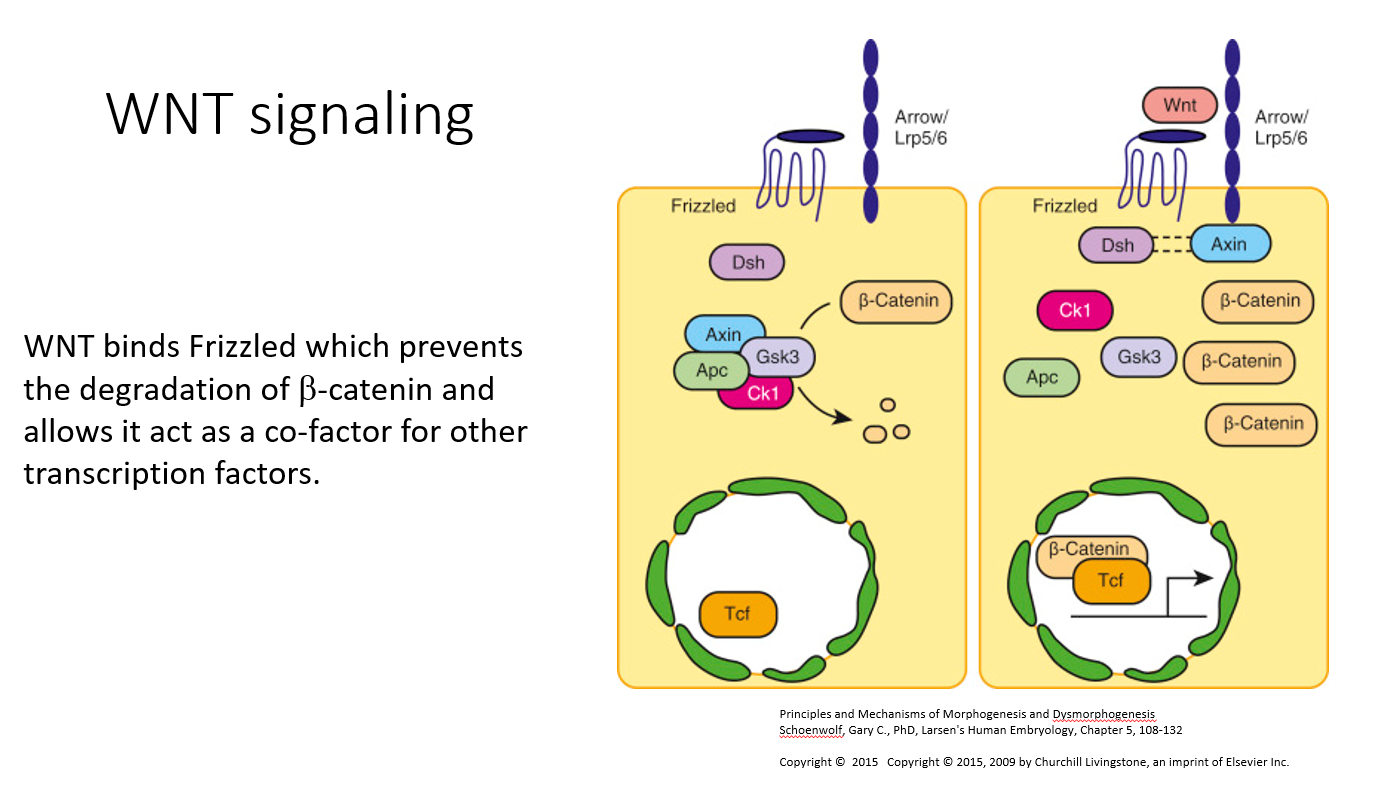 WNT signaling
WNT binds Frizzled which prevents
the degradation of β-catenin and
allows it act as a co-factor for other
transcription factors.
Arrow/
Lrp5/6
Frizzled
Dsh
β-Catenin
Axin
Gsk3
Apc
Ck1
Tcf
Wnt
Arrow/
Lrp5/6
Frizzled
Dsh
Axin
β-Catenin
Ck1
Gsk3
β-Catenin
Apc
β-Catenin
β-Catenin
Tcf
Principles and Mechanisms of Morphogenesis and Dysmorphogenesis
Schoenwolf, Gary C., PhD, Larsen's Human Embryology, Chapter 5, 108-132
Copyright © 2015 Copyright © 2015, 2009 by Churchill Livingstone, an imprint of Elsevier Inc.